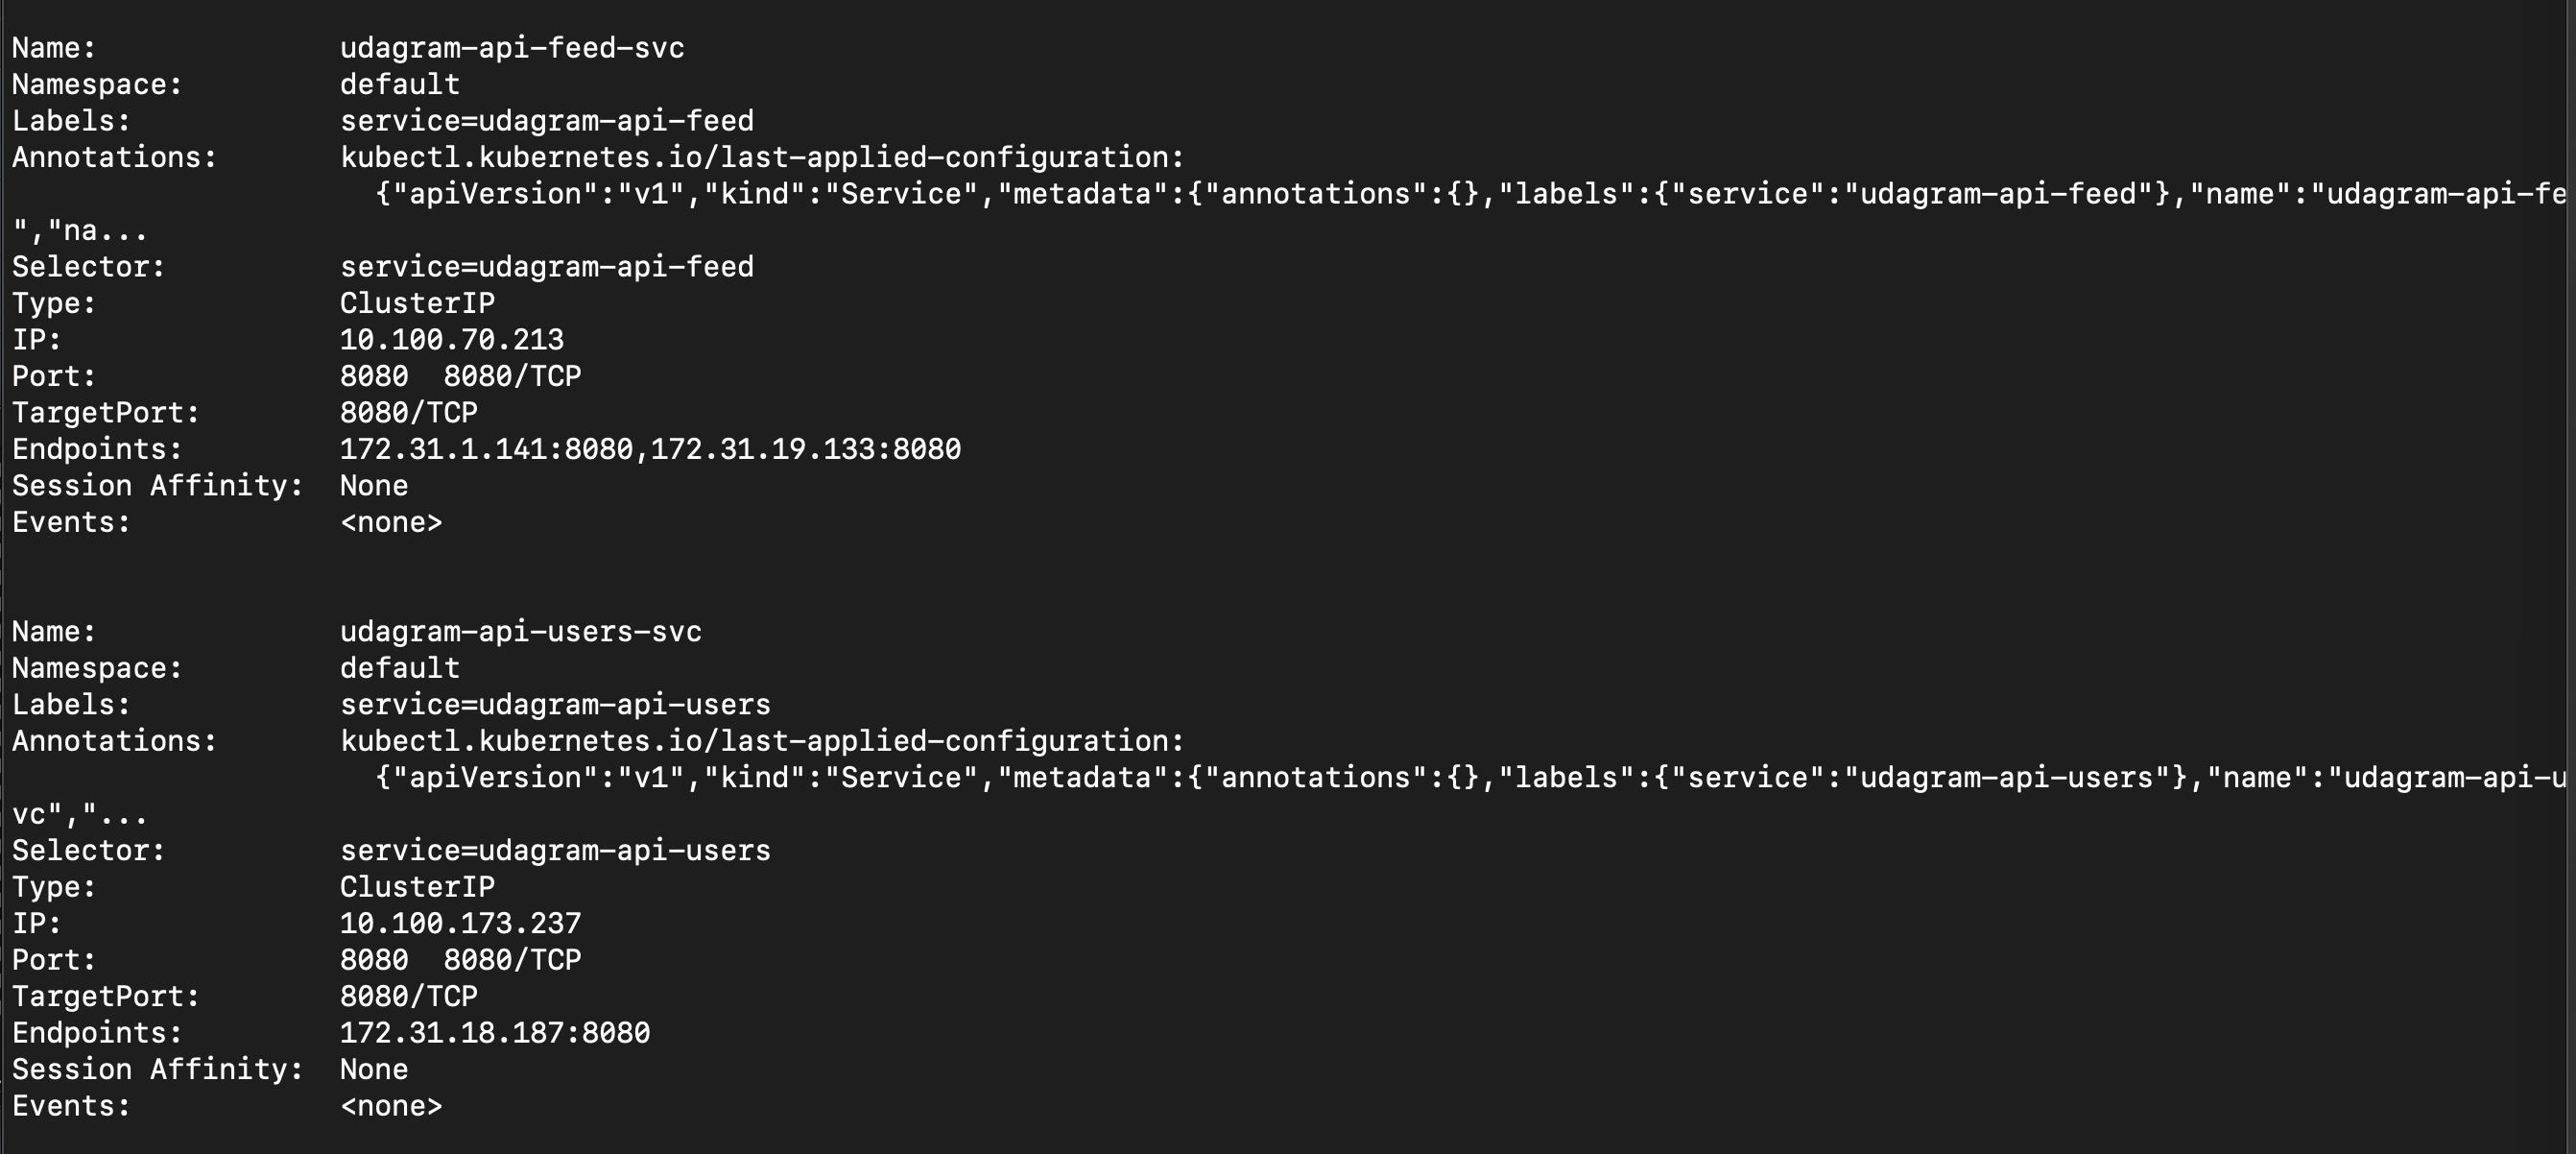 Name:              udagram-api-feed-svc
Namespace:         default
Labels:            service=udagram-api-feed
Annotations:       kubectl.kubernetes.io/last-applied-configuration:
                     {"apiVersion":"v1","kind":"Service","metadata":{"annotations":{},"labels":{"service":"udagram-api-feed"},"name":"udagram-api-fe
","na...
Selector:          service=udagram-api-feed
Type:              ClusterIP
IP:                10.100.70.213
Port:              8080  8080/TCP
TargetPort:        8080/TCP
Endpoints:         172.31.1.141:8080,172.31.19.133:8080
Session Affinity:  None
Events:            <none>
Name:              udagram-api-users-svc
Namespace:         default
Labels:            service=udagram-api-users
Annotations:       kubectl.kubernetes.io/last-applied-configuration:
                     {"apiVersion":"v1","kind":"Service","metadata":{"annotations":{},"labels":{"service":"udagram-api-users"},"name":"udagram-api-u
vc","...
Selector:          service=udagram-api-users
Type:              ClusterIP
IP:                10.100.173.237
Port:              8080  8080/TCP
TargetPort:        8080/TCP
Endpoints:         172.31.18.187:8080
Session Affinity:  None
Events:            <none>